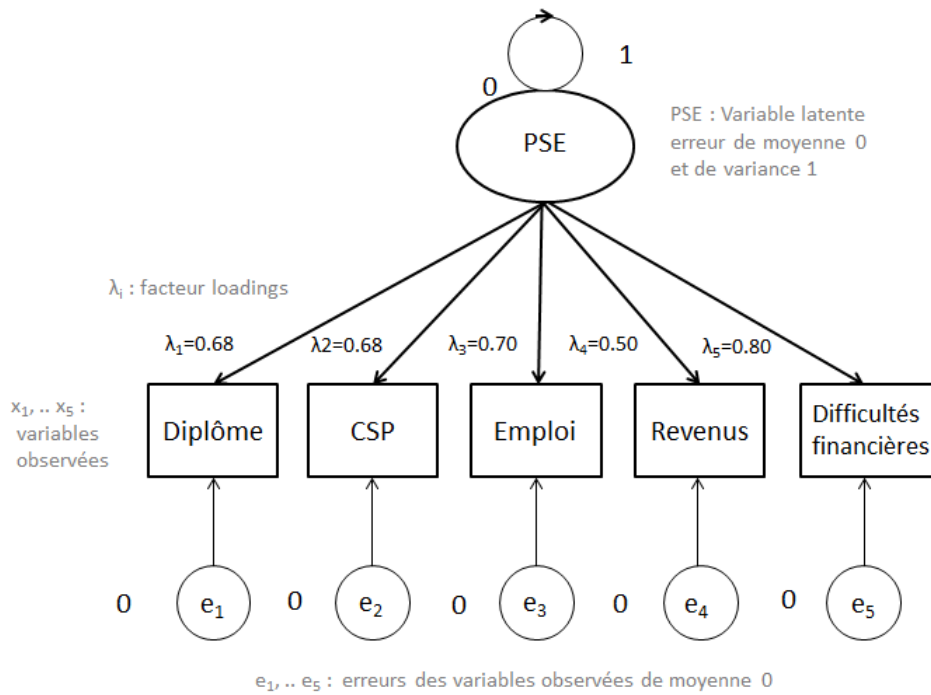 1
0
PSE
PSE : Variable latente
erreur de moyenne 0
et de variance 1
λi : facteur loadings
λ1=0.68
λ2=0.68
λ3=0.70
λ4=0.50
λ5=0.80
x1, .. x5 :
variables
observées
Diplôme
CSP
Emploi
Revenus
Difficultés
financières
0
e1
0
e2
0
e3
0
e4
0
e5
e1, .. e5 : erreurs des variables observées de moyenne 0